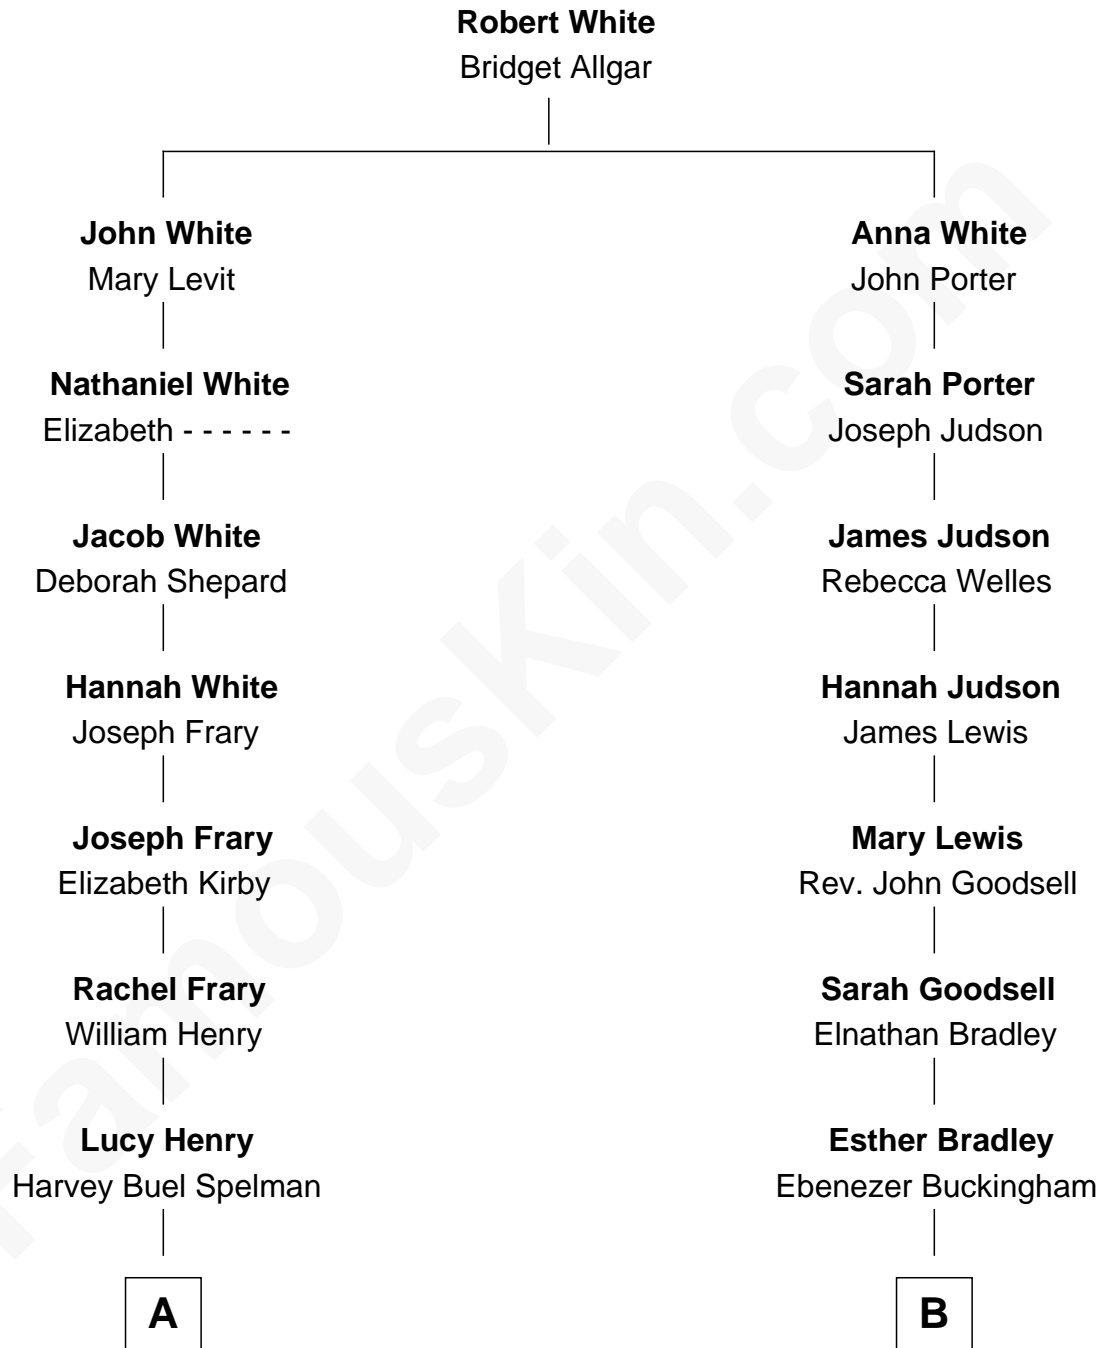 Robert White
Bridget Allgar
John White
Mary Levit
Anna White
John Porter
Nathaniel White
Elizabeth - - - - - -
Sarah Porter
Joseph Judson
Jacob White
Deborah Shepard
James Judson
Rebecca Welles
Hannah White
Joseph Frary
Hannah Judson
James Lewis
Joseph Frary
Elizabeth Kirby
Mary Lewis
Rev. John Goodsell
Rachel Frary
William Henry
Sarah Goodsell
Elnathan Bradley
Lucy Henry
Harvey Buel Spelman
Esther Bradley
Ebenezer Buckingham
A
B
FamousKin.com